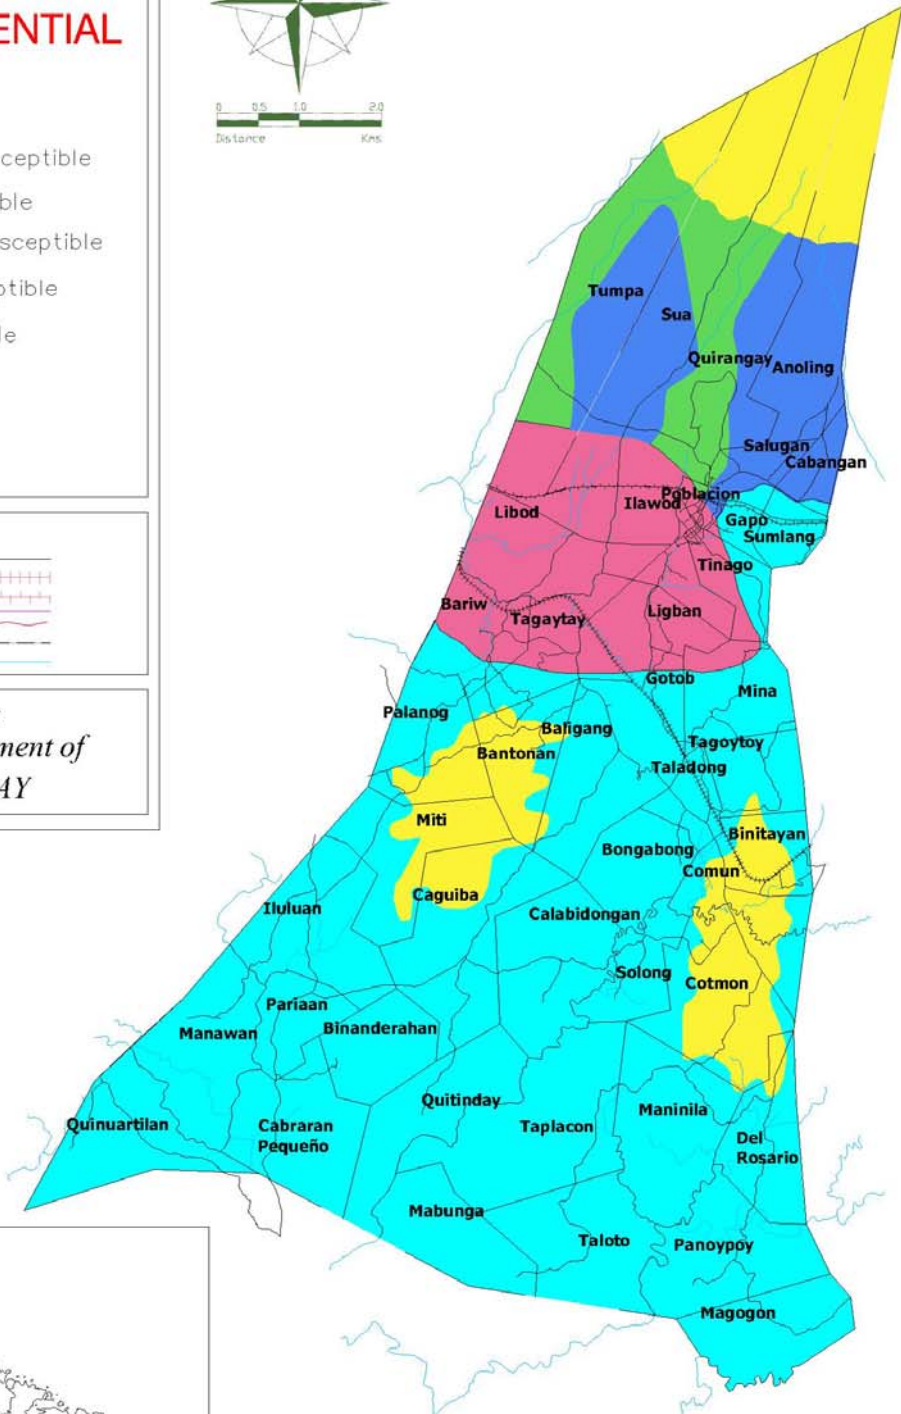 ENTIAL
0 0.5 1.0 2.0
Distance Kms
ceptible
ble
sceptible
ptible
le
ment of
AY
Tumpa
Sua
Quirangay
Anoling
Salugan
Cabangan
Poblacion
Ilawod
Libod
Gapo
Sumlang
Tinago
Bariw
Tagaytay
Ligban
Gotob
Mina
Palanog
Baligang
Bantonan
Tagoytoy
Taladong
Miti
Binitayan
Bongabong
Comun
Caguiba
Iluluan
Calabidongan
Solong
Cotmon
Pariaan
Manawan
Binanderahan
Quitinday
Maninila
Quinuartilan
Cabraran
Pequeño
Taplacon
Del
Rosario
Mabunga
Taloto
Panoypoy
Magogon